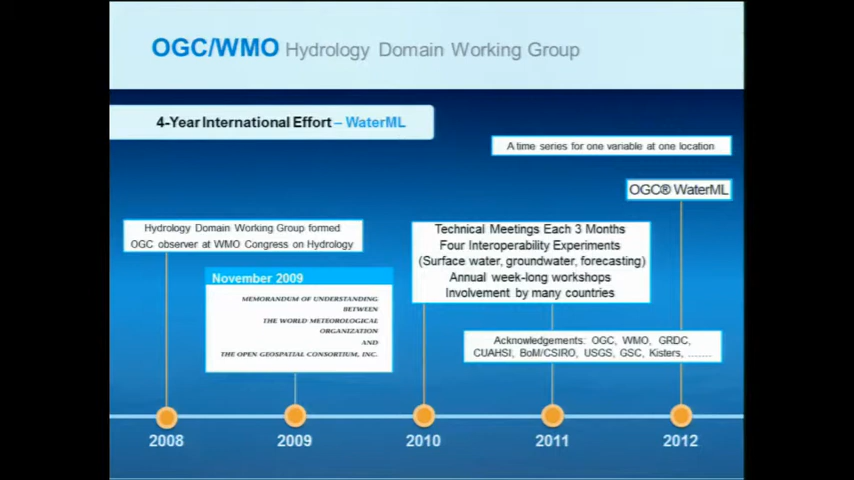 OGC/WMO Hydrology Domain Working Group
4-Year International Effort – WaterML
A time series for one variable at one location
OGC® WaterML
Hydrology Domain Working Group formed
OGC observer at WMO Congress on Hydrology
Technical Meetings Each 3 Months
Four Interoperability Experiments
(Surface water, groundwater, forecasting)
Annual week-long workshops
Involvement by many countries
November 2009
MEMORANDUM OF UNDERSTANDING
BETWEEN
THE WORLD METEOROLOGICAL
ORGANIZATION
AND
THE OPEN GEOSPATIAL CONSORTIUM, INC.
Acknowledgements: OGC, WMO, GRDC,
CUAHSI, BoM/CSIRO, USGS, GSC, Kisters, .......
2008 2009 2010 2011 2012